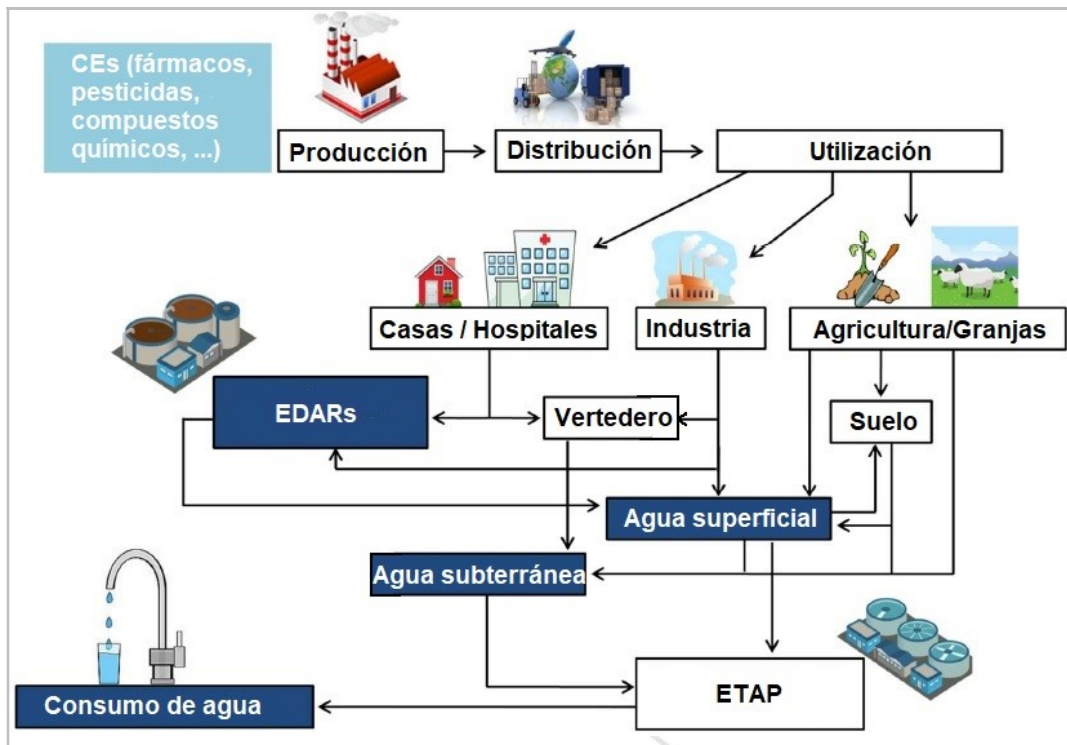 CEs (fármacos,
pesticidas,
compuestos
químicos, ...)
Producción
Distribución
Utilización
Casas / Hospitales
Industria
Agricultura/Granjas
EDARs
Vertedero
Suelo
Agua superficial
Agua subterránea
ETAP
Consumo de agua